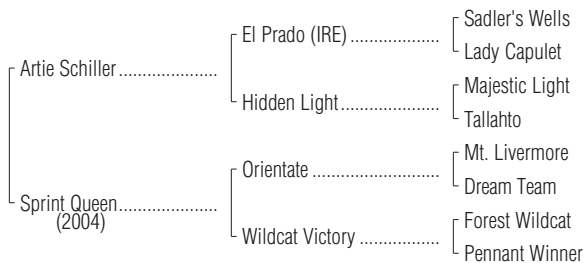 Sadler's Wells
El Prado (IRE)
Lady Capulet
Artie Schiller
Majestic Light
Hidden Light
Tallahto
Mt. Livermore
Orientate
Dream Team
Sprint Queen
(2004)
Forest Wildcat
Wildcat Victory
Pennant Winner